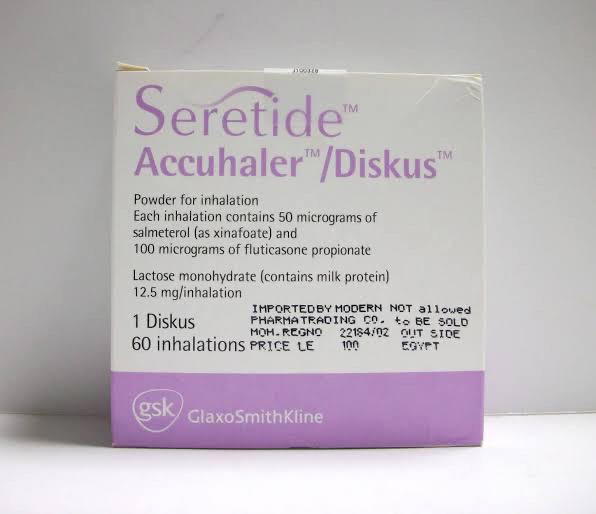 Seretide™
Accuhaler™/Diskus™
Powder for inhalation
Each inhalation contains 50 micrograms of
salmeterol (as xinafoate) and
100 micrograms of fluticasone propionate
Lactose monohydrate (contains milk protein)
12.5 mg/inhalation
1 Diskus
60 inhalations
IMPORTED BY MODERN NOT allowed
PHARMATRADING CO. to BE SOLD
MOH.REGNO 22184/02 OUT SIDE
PRICE LE 100 EGYPT
gsk GlaxoSmithKline